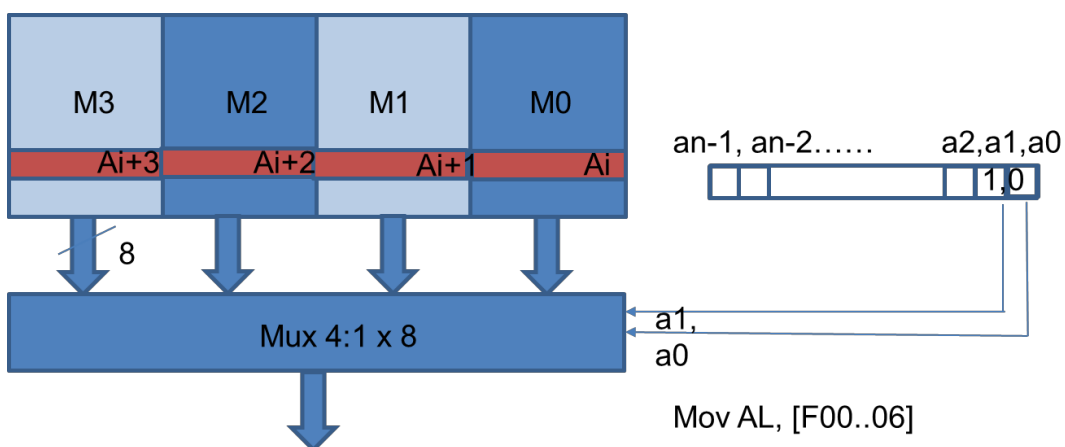 M3 M2 M1 M0
Ai+3 Ai+2 Ai+1 Ai
an-1, an-2...... a2,a1,a0
1,0
8
Mux 4:1 x 8
a1,
a0
Mov AL, [F00..06]